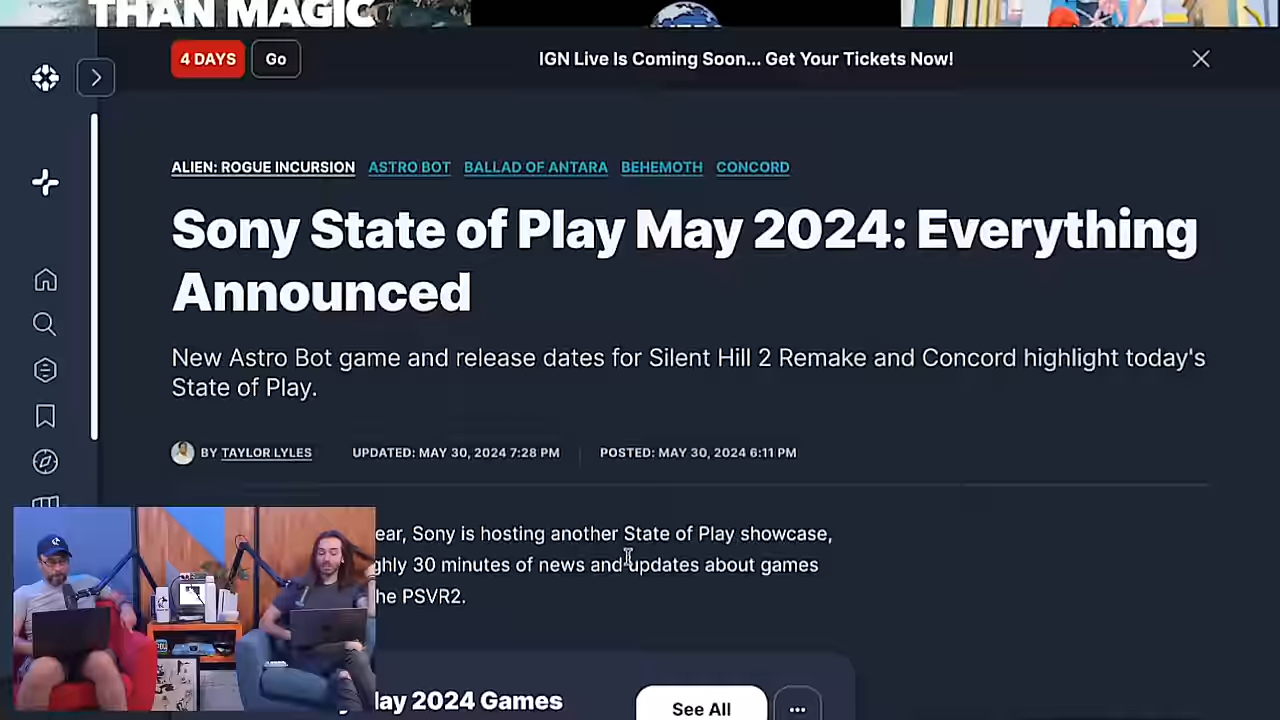 THAN MAGIC
4 DAYS
Go
IGN Live Is Coming Soon... Get Your Tickets Now!
ALIEN: ROGUE INCURSION ASTRO BOT BALLAD OF ANTARA BEHEMOTH CONCORD
Sony State of Play May 2024: Everything
Announced
New Astro Bot game and release dates for Silent Hill 2 Remake and Concord highlight today's
State of Play.
BY TAYLOR LYLES
UPDATED: MAY 30, 2024 7:28 PM
POSTED: MAY 30, 2024 6:11 PM
ear, Sony is hosting another State of Play showcase,
ghly 30 minutes of news and updates about games
he PSVR2.
lay 2024 Games
See All